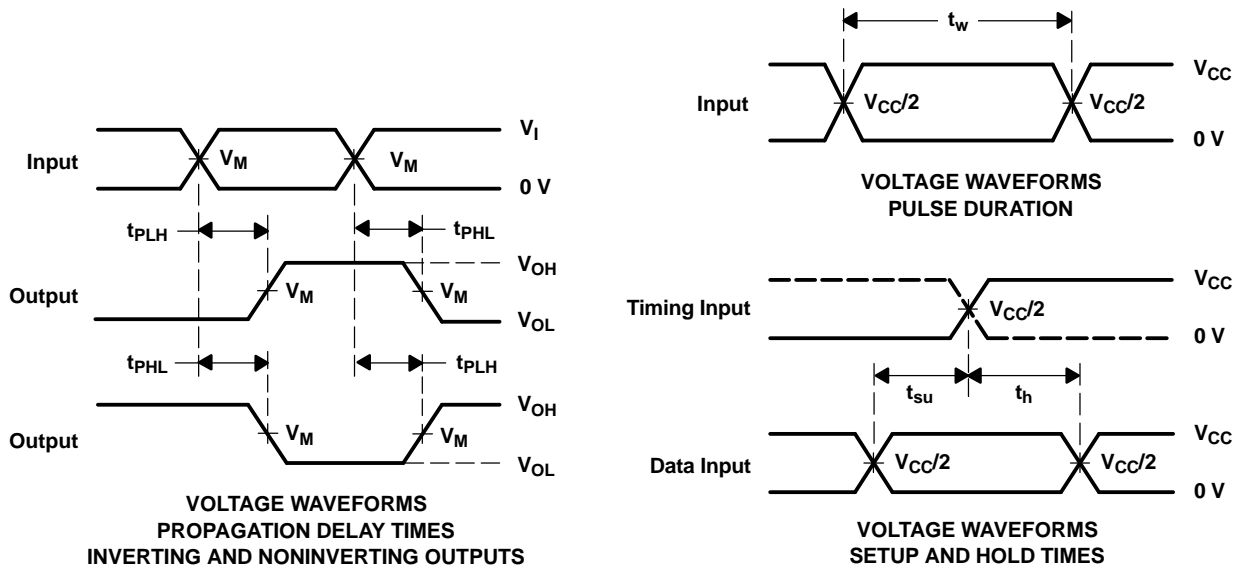 Input
V_M
V_M
V_I
0 V
t_PLH
t_PHL
Output
V_M
V_M
V_OH
V_OL
t_PHL
t_PLH
Output
V_M
V_M
V_OH
V_OL
VOLTAGE WAVEFORMS
PROPAGATION DELAY TIMES
INVERTING AND NONINVERTING OUTPUTS
t_w
Input
V_CC/2
V_CC/2
V_CC
0 V
VOLTAGE WAVEFORMS
PULSE DURATION
Timing Input
V_CC/2
V_CC
0 V
t_su
t_h
Data Input
V_CC/2
V_CC/2
V_CC
0 V
VOLTAGE WAVEFORMS
SETUP AND HOLD TIMES